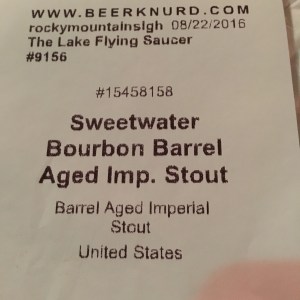 WWW.BEERKNURD.COM
rockymountainslgh 08/22/2016
The Lake Flying Saucer
#9156
#15458158
Sweetwater
Bourbon Barrel
Aged Imp. Stout
Barrel Aged Imperial
Stout
United States